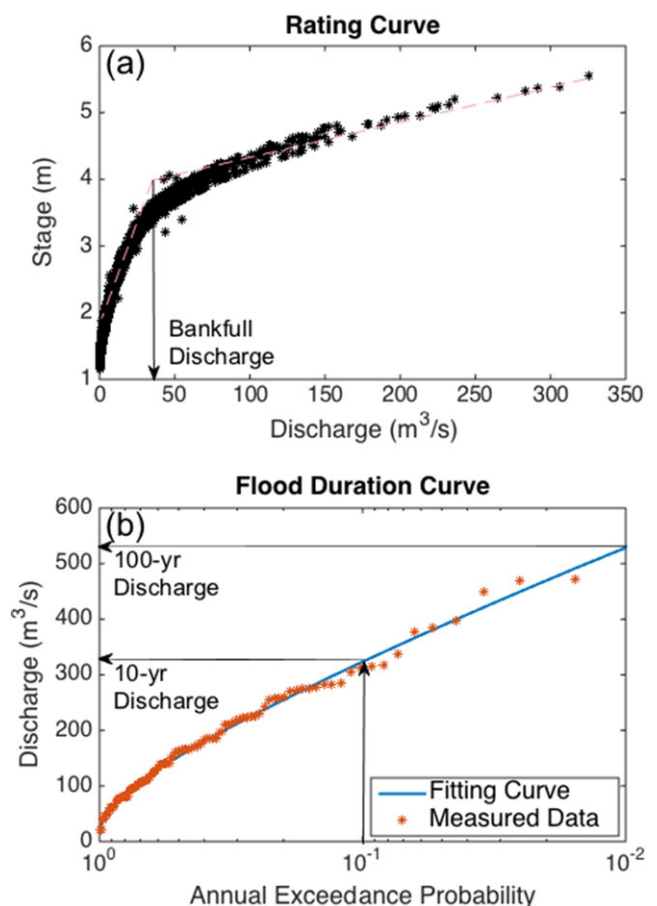 Rating Curve
(a)
6
5
4
3
2
1
Stage (m)
Bankfull
Discharge
0 50 100 150 200 250 300 350
Discharge (m³/s)
Flood Duration Curve
(b)
600
500
400
300
200
100
0
Discharge (m³/s)
100-yr
Discharge
10-yr
Discharge
Fitting Curve
Measured Data
10⁰ 10⁻¹ 10⁻²
Annual Exceedance Probability